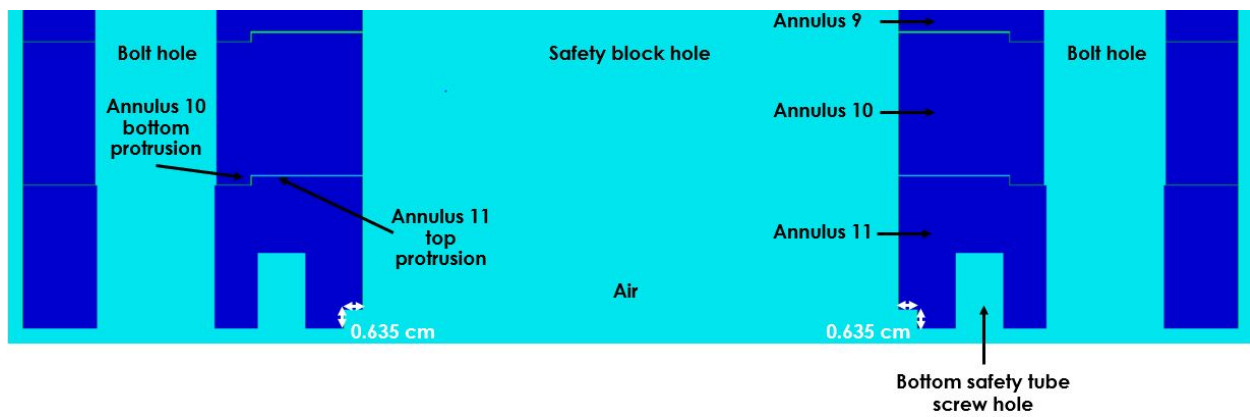 Annulus 9
Bolt hole
Safety block hole
Bolt hole
Annulus 10
bottom
protrusion
Annulus 10
Annulus 11
top
protrusion
Annulus 11
Air
0.635 cm
0.635 cm
Bottom safety tube
screw hole